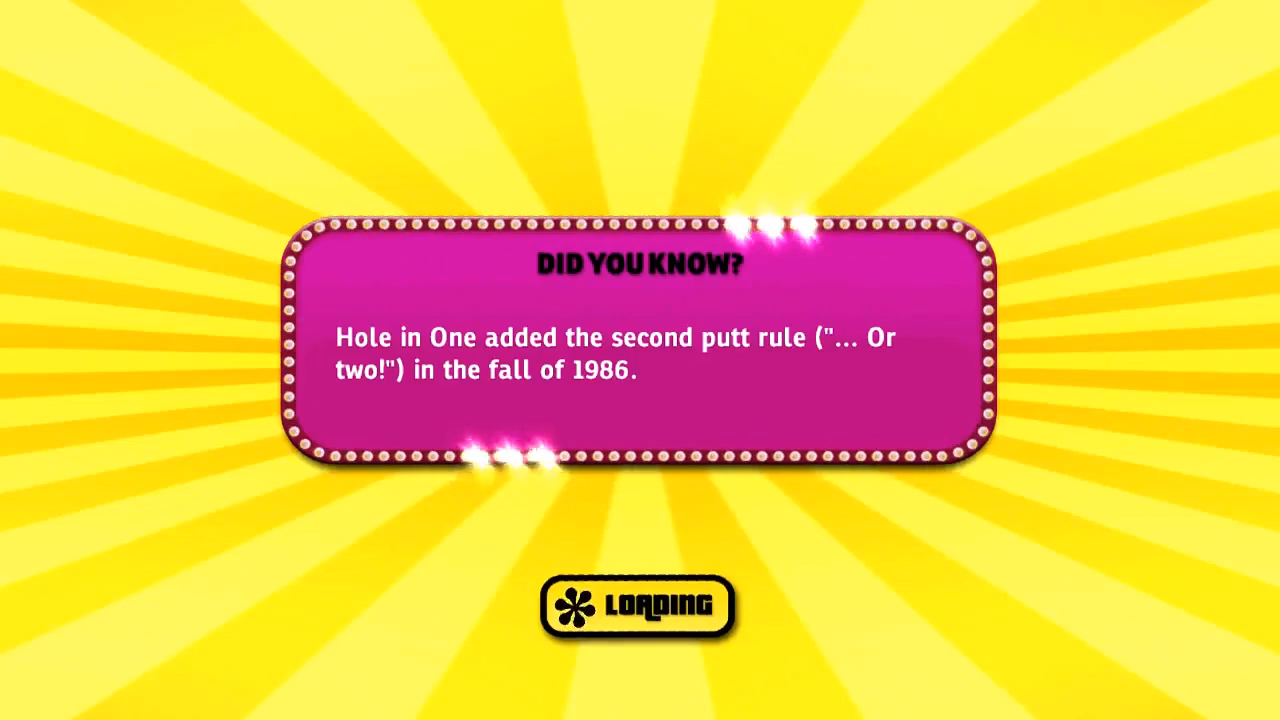 DID YOU KNOW?
Hole in One added the second putt rule ("... Or
two!") in the fall of 1986.
LOADING